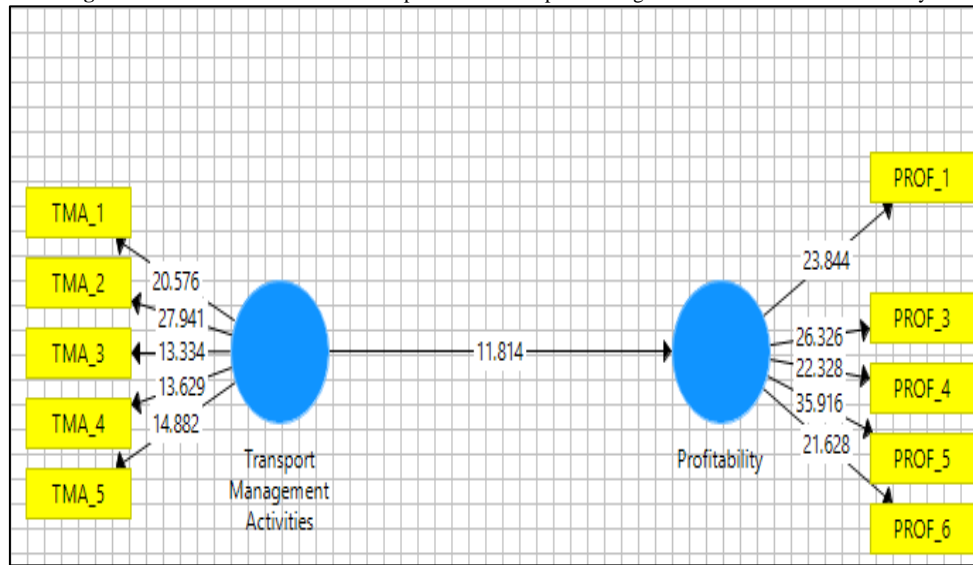 TMA_1
TMA_2
TMA_3
TMA_4
TMA_5
20.576
27.941
13.334
13.629
14.882
Transport
Management
Activities
11.814
Profitability
23.844
26.326
22.328
35.916
21.628
PROF_1
PROF_3
PROF_4
PROF_5
PROF_6